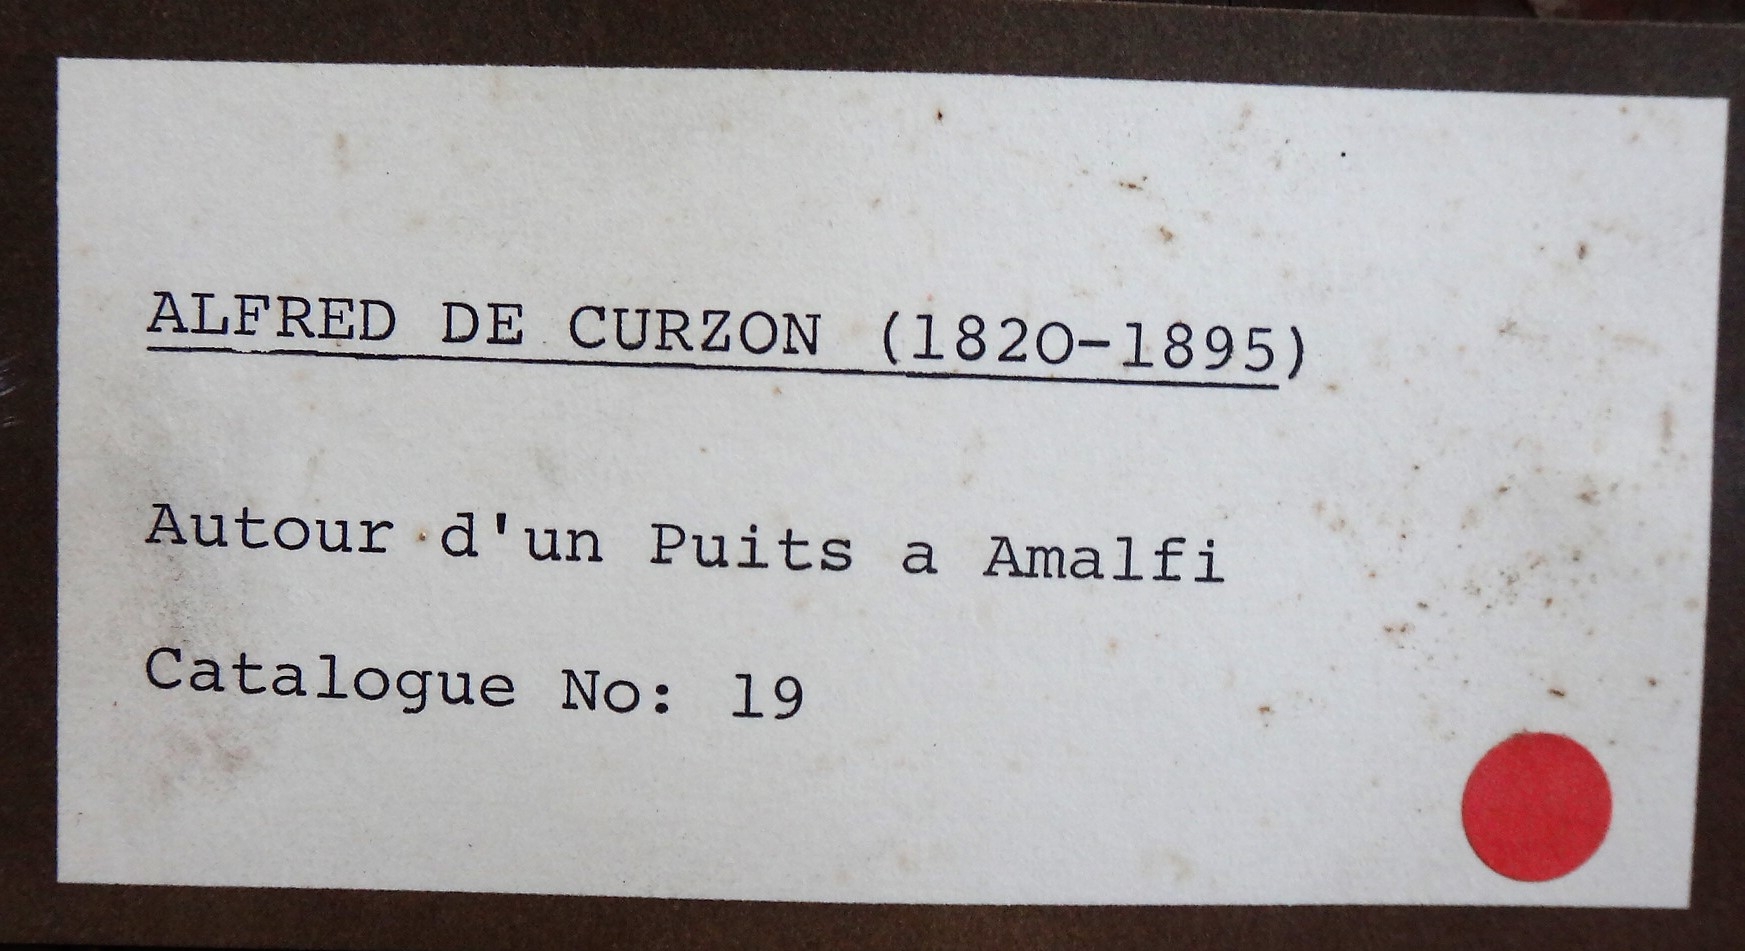 ALFRED DE CURZON (1820-1895)
Autour d'un Puits a Amalfi
Catalogue No: 19